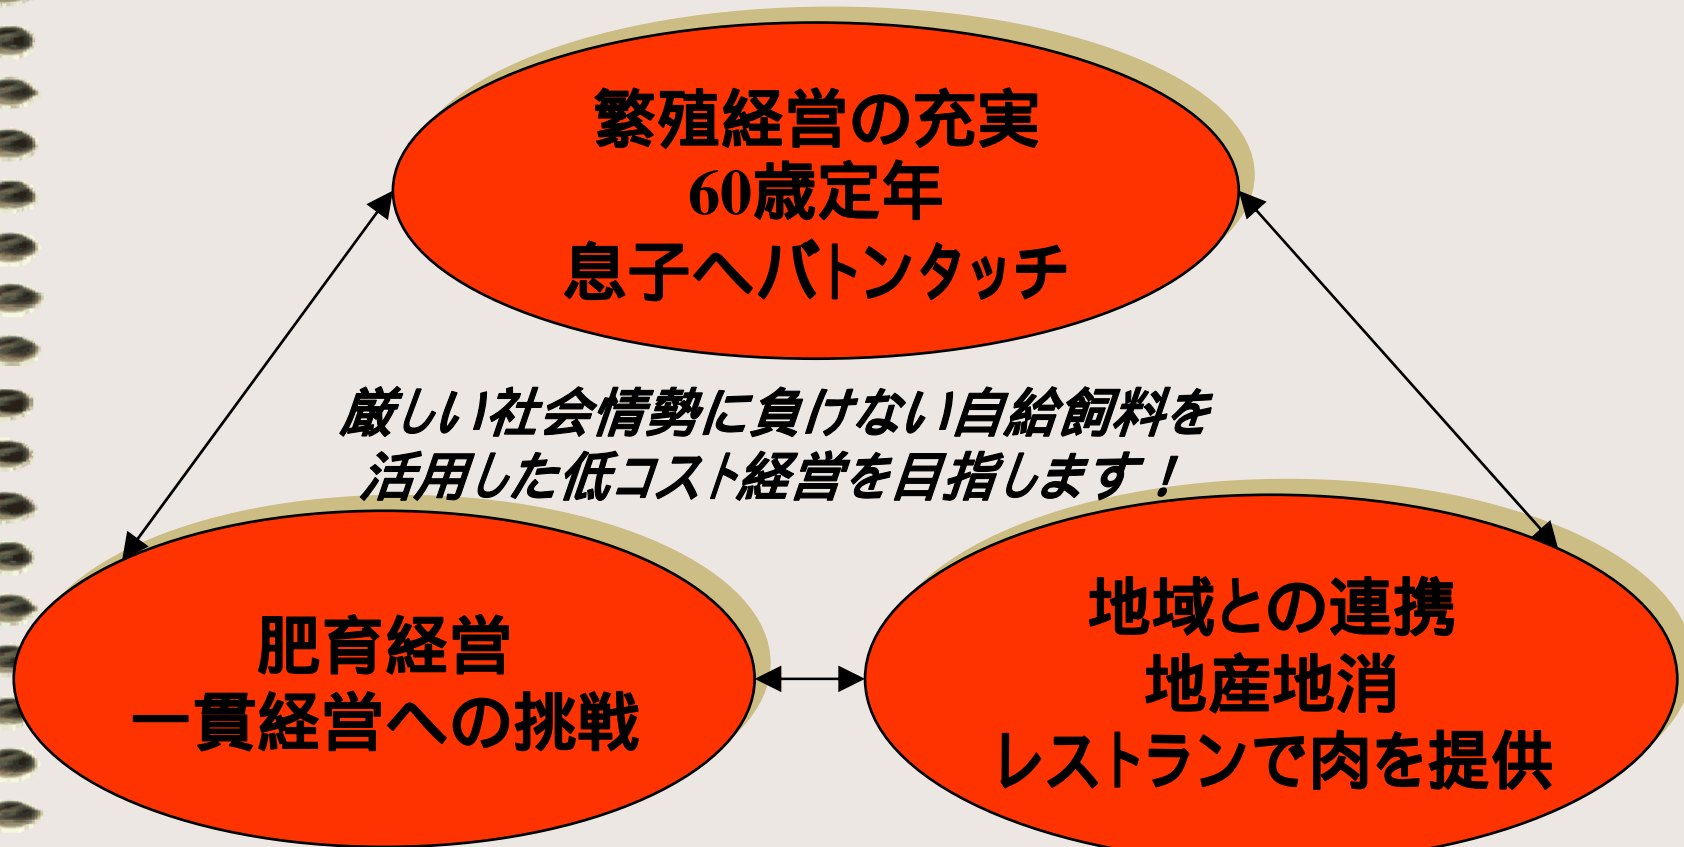 繁殖経営の充実
60歳定年
息子へバトンタッチ
厳しい社会情勢に負けない自給飼料を
活用した低コスト経営を目指します！
肥育経営
一貫経営への挑戦
地域との連携
地産地消
レストランで肉を提供